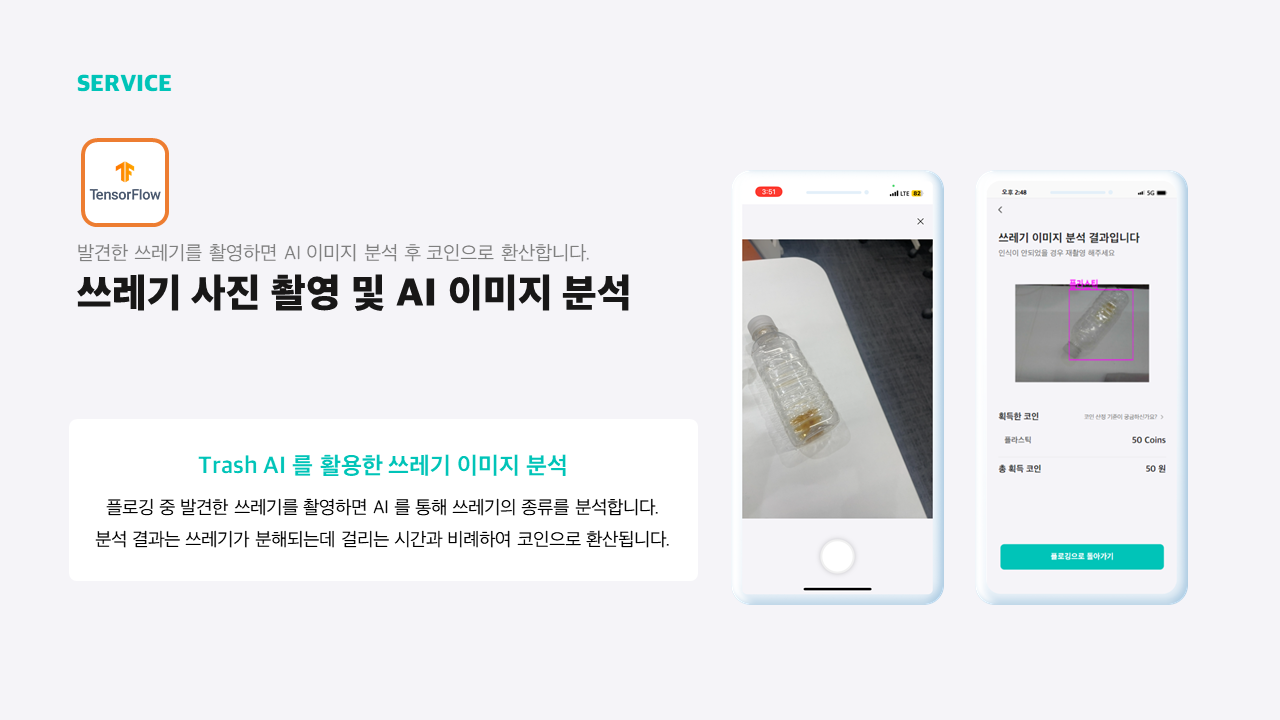 SERVICE
TensorFlow
발견한 쓰레기를 촬영하면 AI 이미지 분석 후 코인으로 환산합니다.
쓰레기 사진 촬영 및 AI 이미지 분석
Trash AI 를 활용한 쓰레기 이미지 분석
플로깅 중 발견한 쓰레기를 촬영하면 AI 를 통해 쓰레기의 종류를 분석합니다.
분석 결과는 쓰레기가 분해되는데 걸리는 시간과 비례하여 코인으로 환산됩니다.
3:51
LTE 82
오후 2:48
5G
쓰레기 이미지 분석 결과입니다
인식이 안되었을 경우 재촬영 해주세요
플라스틱
획득한 코인
코인 산정 기준이 궁금하신가요? >
플라스틱
50 Coins
총 획득 코인
50 원
플로깅으로 돌아가기